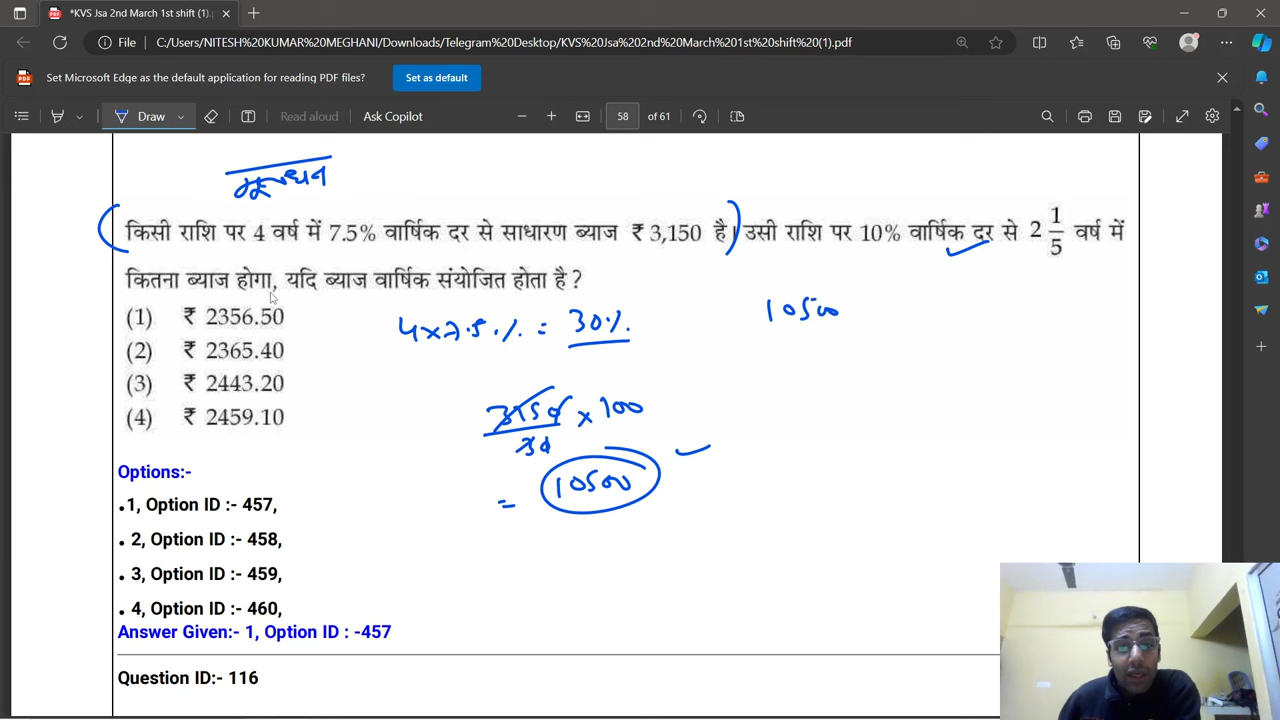 *KVS Jsa 2nd March 1st shift (1).p
File C:/Users/NITESH%20KUMAR%20MEGHANI/Downloads/Telegram%20Desktop/KVS%20Jsa%202nd%20March%201st%20shift%20(1).pdf
Set Microsoft Edge as the default application for reading PDF files? Set as default
Draw Read aloud Ask Copilot 58 of 61
मूलधन
किसी राशि पर 4 वर्ष में 7.5% वार्षिक दर से साधारण ब्याज ₹ 3,150 है। उसी राशि पर 10% वार्षिक दर से 2 1/5 वर्ष में
कितना ब्याज होगा, यदि ब्याज वार्षिक संयोजित होता है ?
(1) ₹ 2356.50
(2) ₹ 2365.40
(3) ₹ 2443.20
(4) ₹ 2459.10
4×7.5% = 30%
10500
3150/30 × 100
= 10500
Options:-
.1, Option ID :- 457,
. 2, Option ID :- 458,
. 3, Option ID :- 459,
. 4, Option ID :- 460,
Answer Given:- 1, Option ID : -457
Question ID:- 116